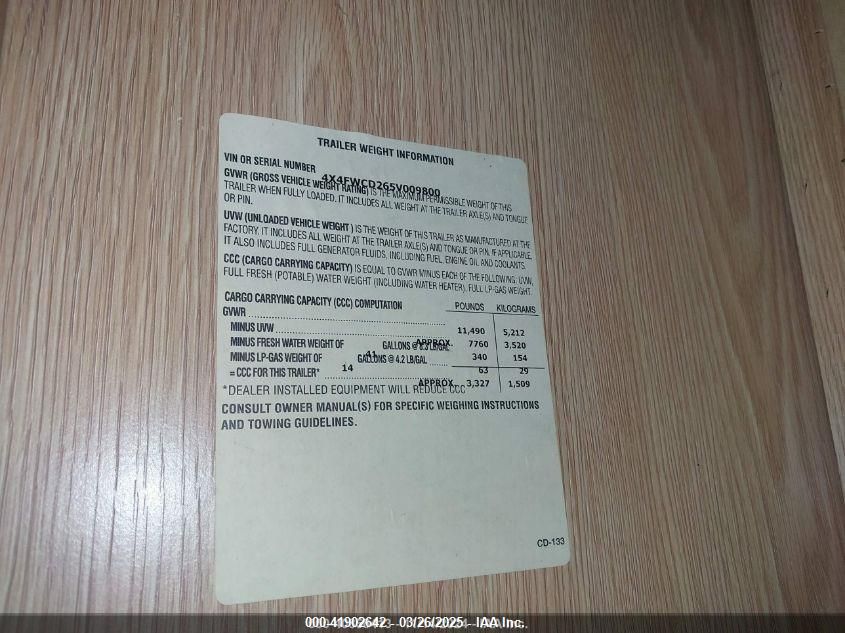 TRAILER WEIGHT INFORMATION
VIN OR SERIAL NUMBER
4X4FWCD265V009800
GVWR (GROSS VEHICLE WEIGHT RATING) IS THE MAXIMUM PERMISSIBLE WEIGHT OF THIS
TRAILER WHEN FULLY LOADED. IT INCLUDES ALL WEIGHT AT THE TRAILER AXLE(S) AND TONGUE
OR PIN.
UVW (UNLOADED VEHICLE WEIGHT ) IS THE WEIGHT OF THIS TRAILER AS MANUFACTURED AT THE
FACTORY. IT INCLUDES ALL WEIGHT AT THE TRAILER AXLE(S) AND TONGUE OR PIN. IF APPLICABLE,
IT ALSO INCLUDES FULL GENERATOR FLUIDS, INCLUDING FUEL, ENGINE OIL AND COOLANTS.
CCC (CARGO CARRYING CAPACITY) IS EQUAL TO GVWR MINUS EACH OF THE FOLLOWING: UVW,
FULL FRESH (POTABLE) WATER WEIGHT (INCLUDING WATER HEATER), FULL LP-GAS WEIGHT.
CARGO CARRYING CAPACITY (CCC) COMPUTATION POUNDS KILOGRAMS
GVWR
11,490 5,212
MINUS UVW
APPROX. 7760 3,520
MINUS FRESH WATER WEIGHT OF 41 GALLONS @ 8.3 LB/GAL
340 154
MINUS LP-GAS WEIGHT OF 14 GALLONS @ 4.2 LB/GAL
63 29
= CCC FOR THIS TRAILER*
APPROX. 3,327 1,509
*DEALER INSTALLED EQUIPMENT WILL REDUCE CCC
CONSULT OWNER MANUAL(S) FOR SPECIFIC WEIGHING INSTRUCTIONS
AND TOWING GUIDELINES.
CD-133
000-41902642 - 03/26/2025 - IAA Inc.